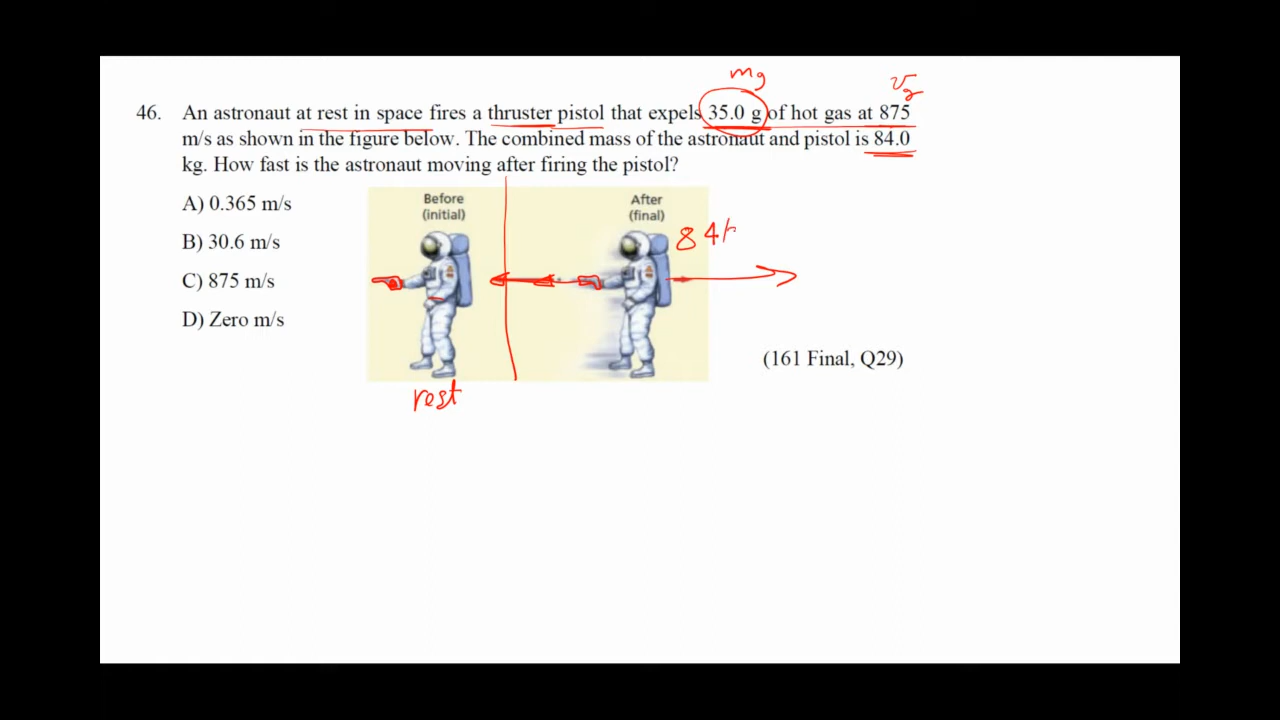 mg
vg
46. An astronaut at rest in space fires a thruster pistol that expels 35.0 g of hot gas at 875
m/s as shown in the figure below. The combined mass of the astronaut and pistol is 84.0
kg. How fast is the astronaut moving after firing the pistol?
A) 0.365 m/s
B) 30.6 m/s
C) 875 m/s
D) Zero m/s
Before
(initial)
After
(final)
84k
(161 Final, Q29)
rest